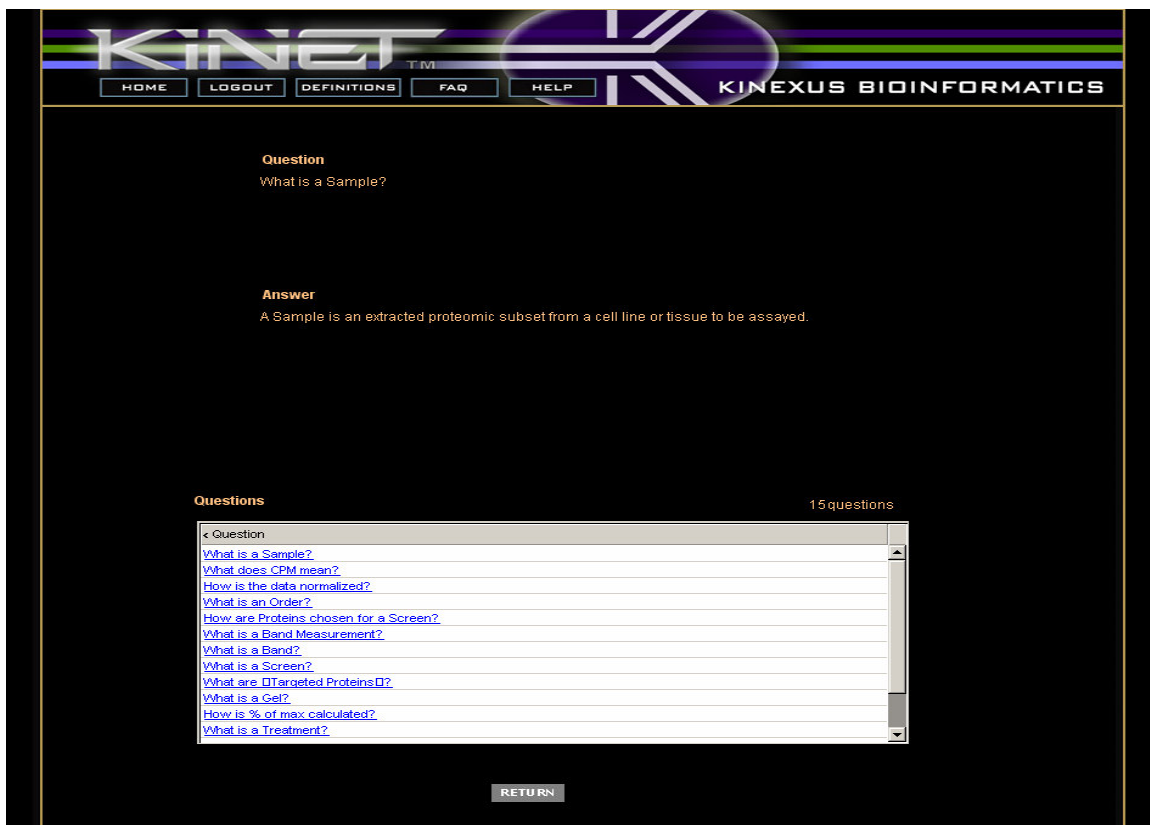 KiNET TM
HOME LOGOUT DEFINITIONS FAQ HELP KINEXUS BIOINFORMATICS
Question
What is a Sample?
Answer
A Sample is an extracted proteomic subset from a cell line or tissue to be assayed.
Questions 15 questions
< Question
What is a Sample?
What does CPM mean?
How is the data normalized?
What is an Order?
How are Proteins chosen for a Screen?
What is a Band Measurement?
What is a Band?
What is a Screen?
What are □Targeted Proteins□?
What is a Gel?
How is % of max calculated?
What is a Treatment?
RETURN